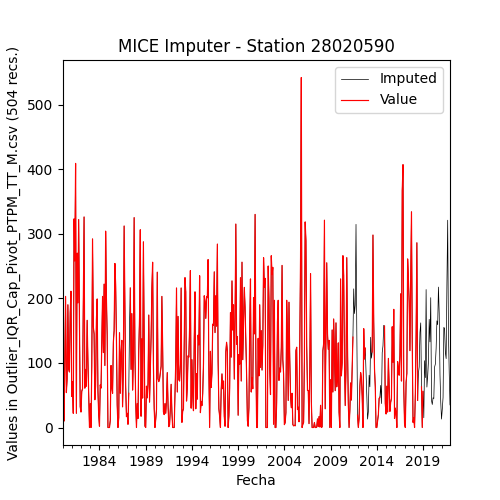 MICE Imputer - Station 28020590
Imputed
Value
Values in Outlier_IQR_Cap_Pivot_PTPM_TT_M.csv (504 recs.)
500
400
300
200
100
0
1984 1989 1994 1999 2004 2009 2014 2019
Fecha